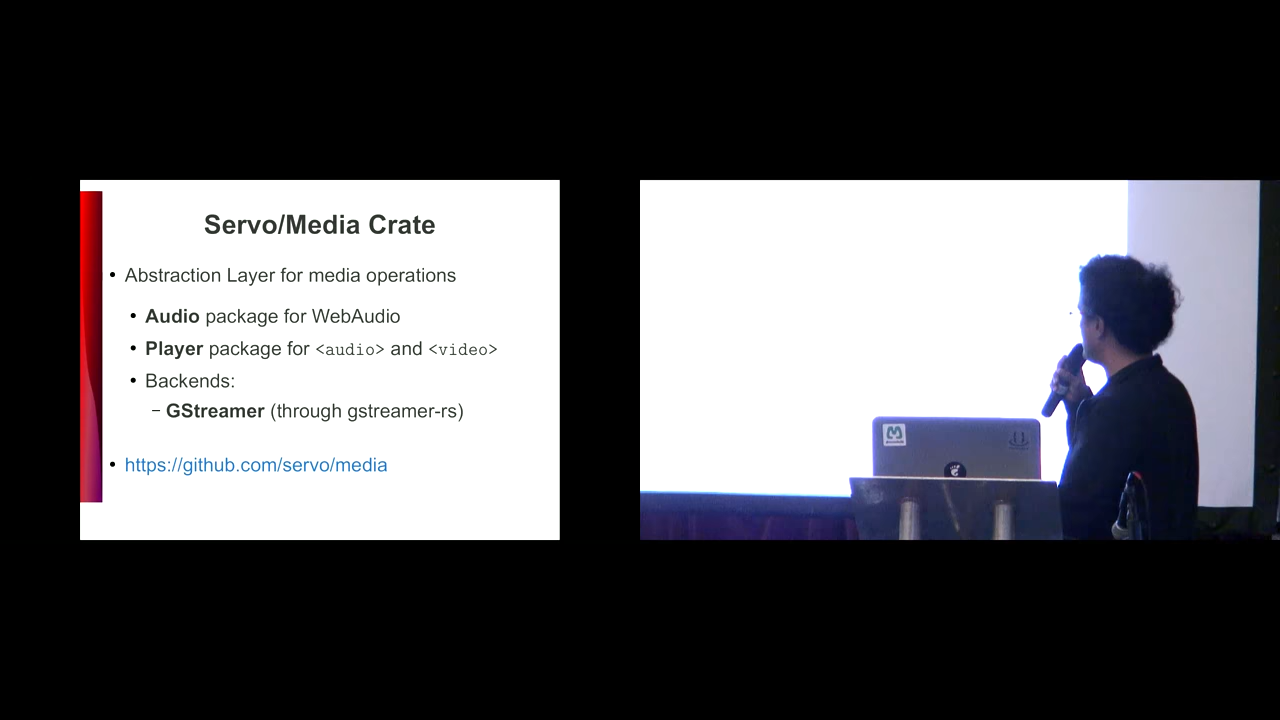 Servo/Media Crate
• Abstraction Layer for media operations
• Audio package for WebAudio
• Player package for <audio> and <video>
• Backends:
– GStreamer (through gstreamer-rs)
• https://github.com/servo/media